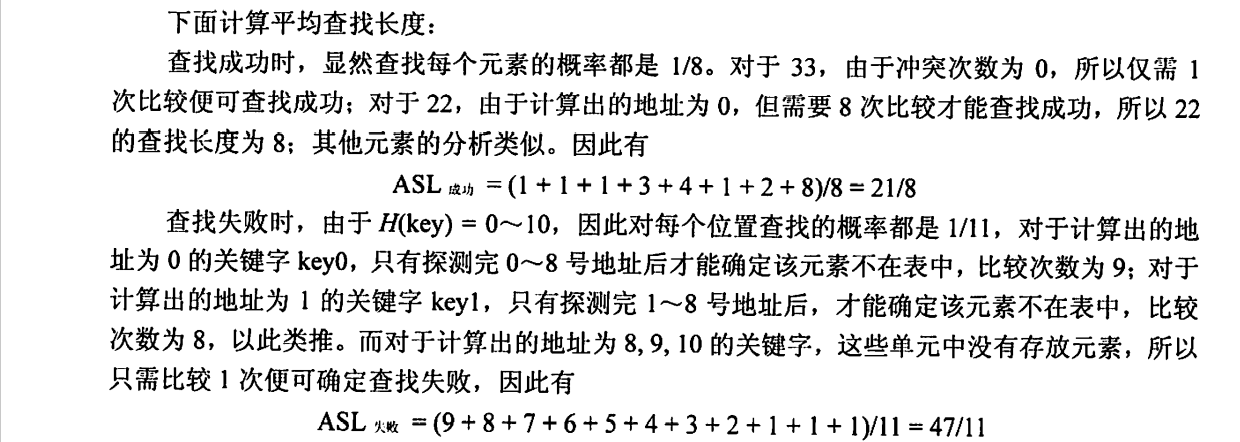 下面计算平均查找长度：
查找成功时，显然查找每个元素的概率都是 1/8。对于 33，由于冲突次数为 0，所以仅需 1
次比较便可查找成功；对于 22，由于计算出的地址为 0，但需要 8 次比较才能查找成功，所以 22
的查找长度为 8；其他元素的分析类似。因此有
ASL 成功 = (1 + 1 + 1 + 3 + 4 + 1 + 2 + 8)/8 = 21/8
查找失败时，由于 H(key) = 0～10，因此对每个位置查找的概率都是 1/11，对于计算出的地
址为 0 的关键字 key0，只有探测完 0～8 号地址后才能确定该元素不在表中，比较次数为 9；对于
计算出的地址为 1 的关键字 key1，只有探测完 1～8 号地址后，才能确定该元素不在表中，比较
次数为 8，以此类推。而对于计算出的地址为 8, 9, 10 的关键字，这些单元中没有存放元素，所以
只需比较 1 次便可确定查找失败，因此有
ASL 失败 = (9 + 8 + 7 + 6 + 5 + 4 + 3 + 2 + 1 + 1 + 1)/11 = 47/11